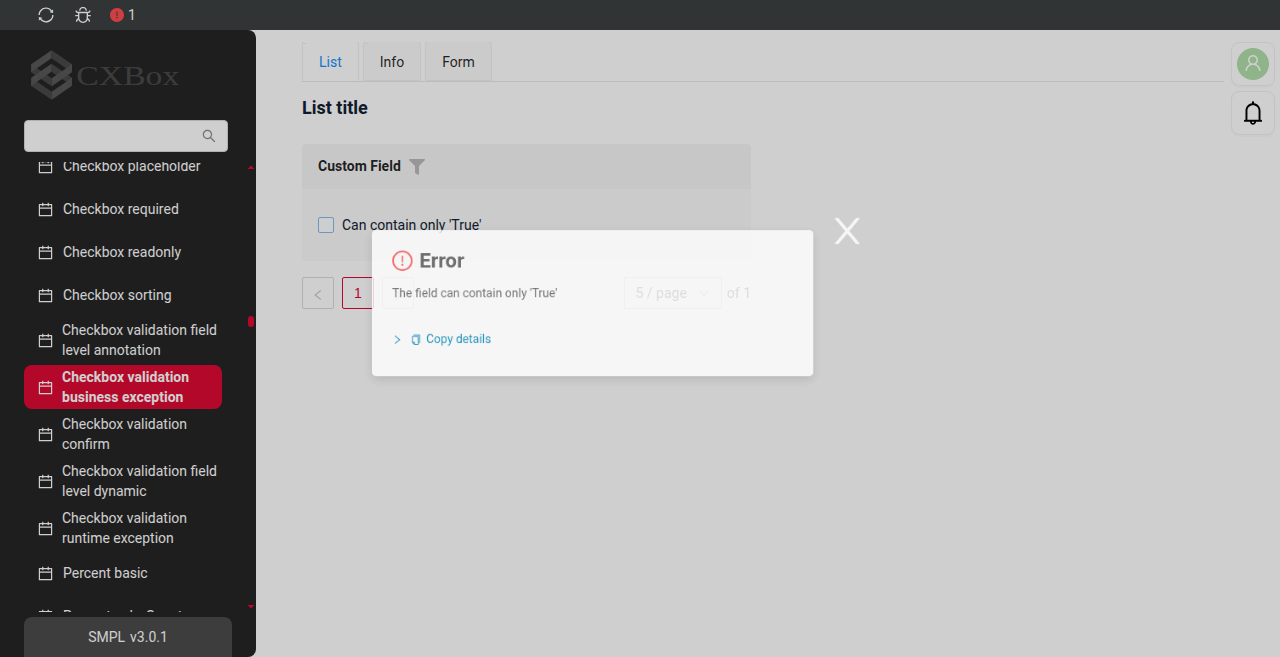 1
CXBox
Checkbox placeholder
Checkbox required
Checkbox readonly
Checkbox sorting
Checkbox validation field
level annotation
Checkbox validation
business exception
Checkbox validation
confirm
Checkbox validation field
level dynamic
Checkbox validation
runtime exception
Percent basic
SMPL v3.0.1
List
Info
Form
List title
Custom Field
Can contain only 'True'
1
5 / page
of 1
Error
The field can contain only 'True'
Copy details